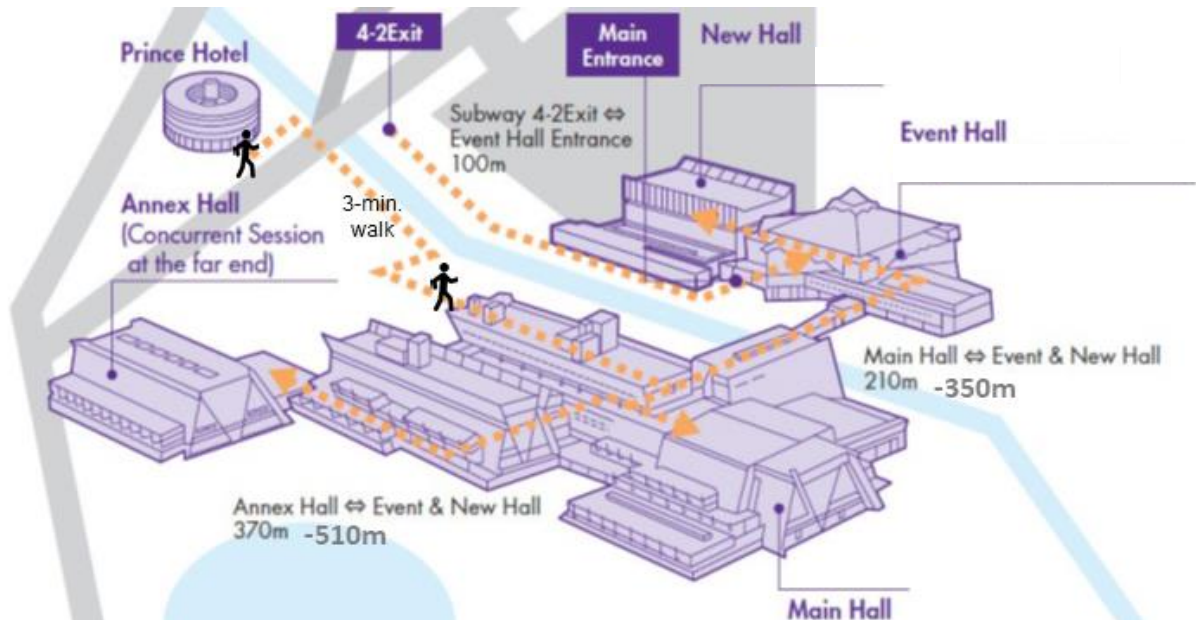 4-2Exit
Main
Entrance
New Hall
Prince Hotel
Subway 4-2Exit ⇔
Event Hall Entrance
100m
Event Hall
Annex Hall
(Concurrent Session
at the far end)
3-min.
walk
Main Hall ⇔ Event & New Hall
210m -350m
Annex Hall ⇔ Event & New Hall
370m -510m
Main Hall